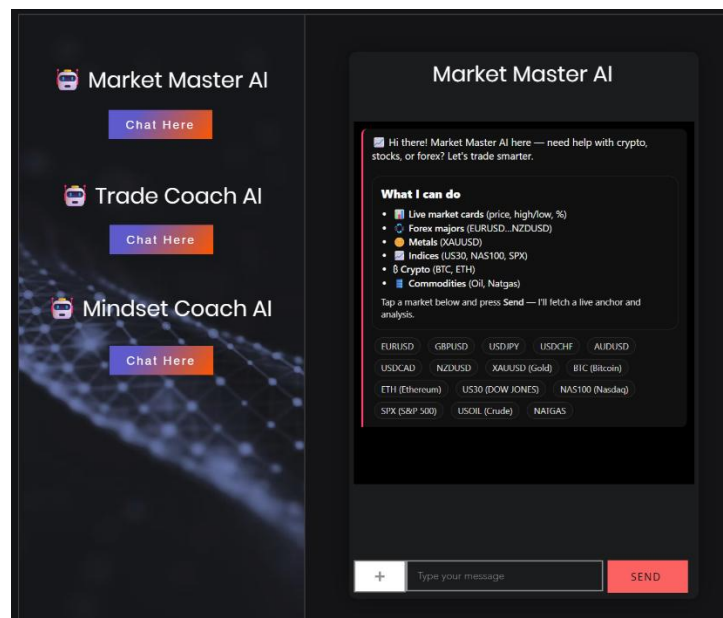 Market Master AI
Chat Here
Trade Coach AI
Chat Here
Mindset Coach AI
Chat Here
Market Master AI
Hi there! Market Master AI here — need help with crypto,
stocks, or forex? Let's trade smarter.
What I can do
• Live market cards (price, high/low, %)
• Forex majors (EURUSD...NZDUSD)
• Metals (XAUUSD)
• Indices (US30, NAS100, SPX)
• ₿ Crypto (BTC, ETH)
• Commodities (Oil, Natgas)
Tap a market below and press Send — I'll fetch a live anchor and
analysis.
EURUSD GBPUSD USDJPY USDCHF AUDUSD
USDCAD NZDUSD XAUUSD (Gold) BTC (Bitcoin)
ETH (Ethereum) US30 (DOW JONES) NAS100 (Nasdaq)
SPX (S&P 500) USOIL (Crude) NATGAS
+ Type your message SEND